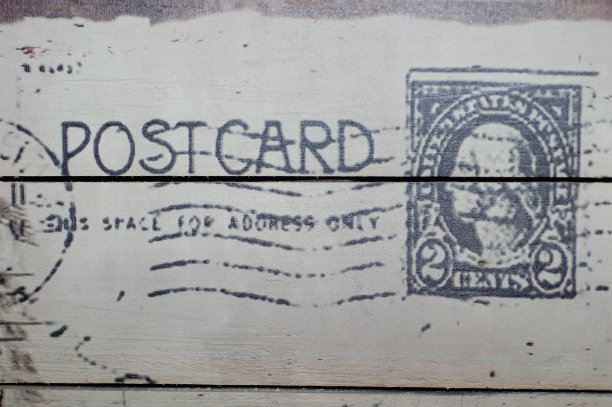 POSTCARD
THIS SPACE FOR ADDRESS ONLY
2 CENTS 2